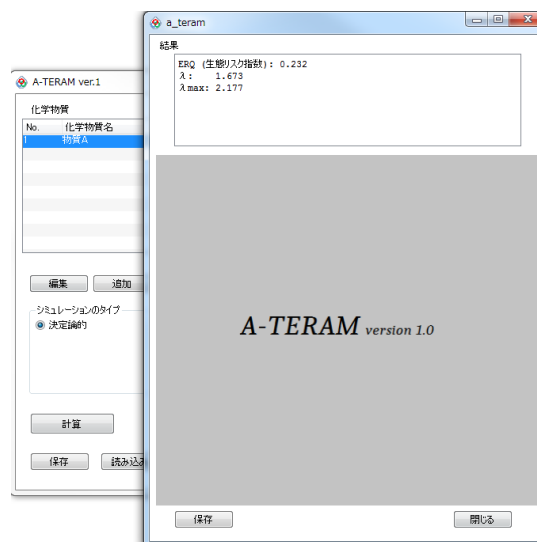 a_teram
結果
ERQ (生態リスク指数): 0.232
λ: 1.673
λmax: 2.177
A-TERAM version 1.0
保存
閉じる
A-TERAM ver.1
化学物質
No. 化学物質名
1 物質A
編集 追加
シミュレーションのタイプ
決定論的
計算
保存 読み込み